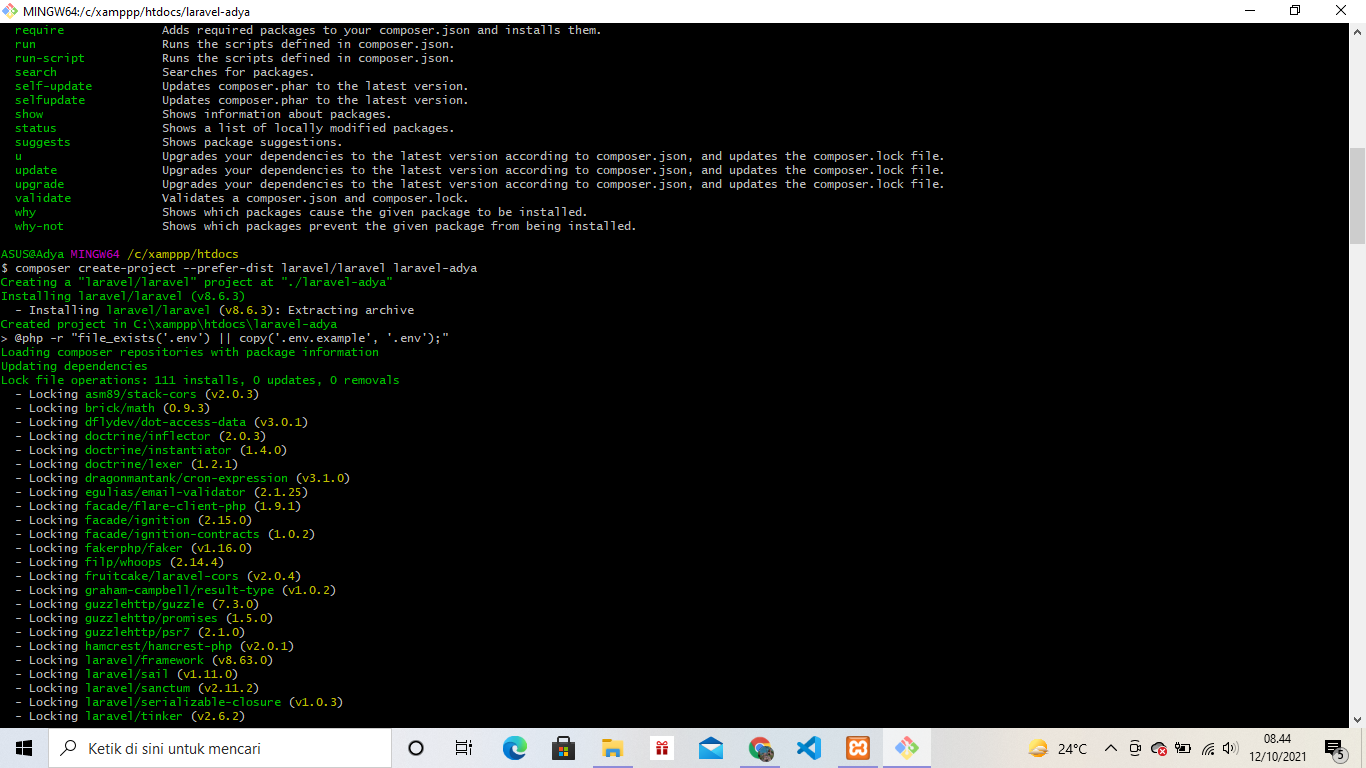 MINGW64:/c/xamppp/htdocs/laravel-adya
require Adds required packages to your composer.json and installs them.
run Runs the scripts defined in composer.json.
run-script Runs the scripts defined in composer.json.
search Searches for packages.
self-update Updates composer.phar to the latest version.
selfupdate Updates composer.phar to the latest version.
show Shows information about packages.
status Shows a list of locally modified packages.
suggests Shows package suggestions.
u Upgrades your dependencies to the latest version according to composer.json, and updates the composer.lock file.
update Upgrades your dependencies to the latest version according to composer.json, and updates the composer.lock file.
upgrade Upgrades your dependencies to the latest version according to composer.json, and updates the composer.lock file.
validate Validates a composer.json and composer.lock.
why Shows which packages cause the given package to be installed.
why-not Shows which packages prevent the given package from being installed.
ASUS@Adya MINGW64 /c/xamppp/htdocs
$ composer create-project --prefer-dist laravel/laravel laravel-adya
Creating a "laravel/laravel" project at "./laravel-adya"
Installing laravel/laravel (v8.6.3)
- Installing laravel/laravel (v8.6.3): Extracting archive
Created project in C:\xamppp\htdocs\laravel-adya
> @php -r "file_exists('.env') || copy('.env.example', '.env');"
Loading composer repositories with package information
Updating dependencies
Lock file operations: 111 installs, 0 updates, 0 removals
- Locking asm89/stack-cors (v2.0.3)
- Locking brick/math (0.9.3)
- Locking dflydev/dot-access-data (v3.0.1)
- Locking doctrine/inflector (2.0.3)
- Locking doctrine/instantiator (1.4.0)
- Locking doctrine/lexer (1.2.1)
- Locking dragonmantank/cron-expression (v3.1.0)
- Locking egulias/email-validator (2.1.25)
- Locking facade/flare-client-php (1.9.1)
- Locking facade/ignition (2.15.0)
- Locking facade/ignition-contracts (1.0.2)
- Locking fakerphp/faker (v1.16.0)
- Locking filp/whoops (2.14.4)
- Locking fruitcake/laravel-cors (v2.0.4)
- Locking graham-campbell/result-type (v1.0.2)
- Locking guzzlehttp/guzzle (7.3.0)
- Locking guzzlehttp/promises (1.5.0)
- Locking guzzlehttp/psr7 (2.1.0)
- Locking hamcrest/hamcrest-php (v2.0.1)
- Locking laravel/framework (v8.63.0)
- Locking laravel/sail (v1.11.0)
- Locking laravel/sanctum (v2.11.2)
- Locking laravel/serializable-closure (v1.0.3)
- Locking laravel/tinker (v2.6.2)
Ketik di sini untuk mencari
24°C
08.44
12/10/2021
5